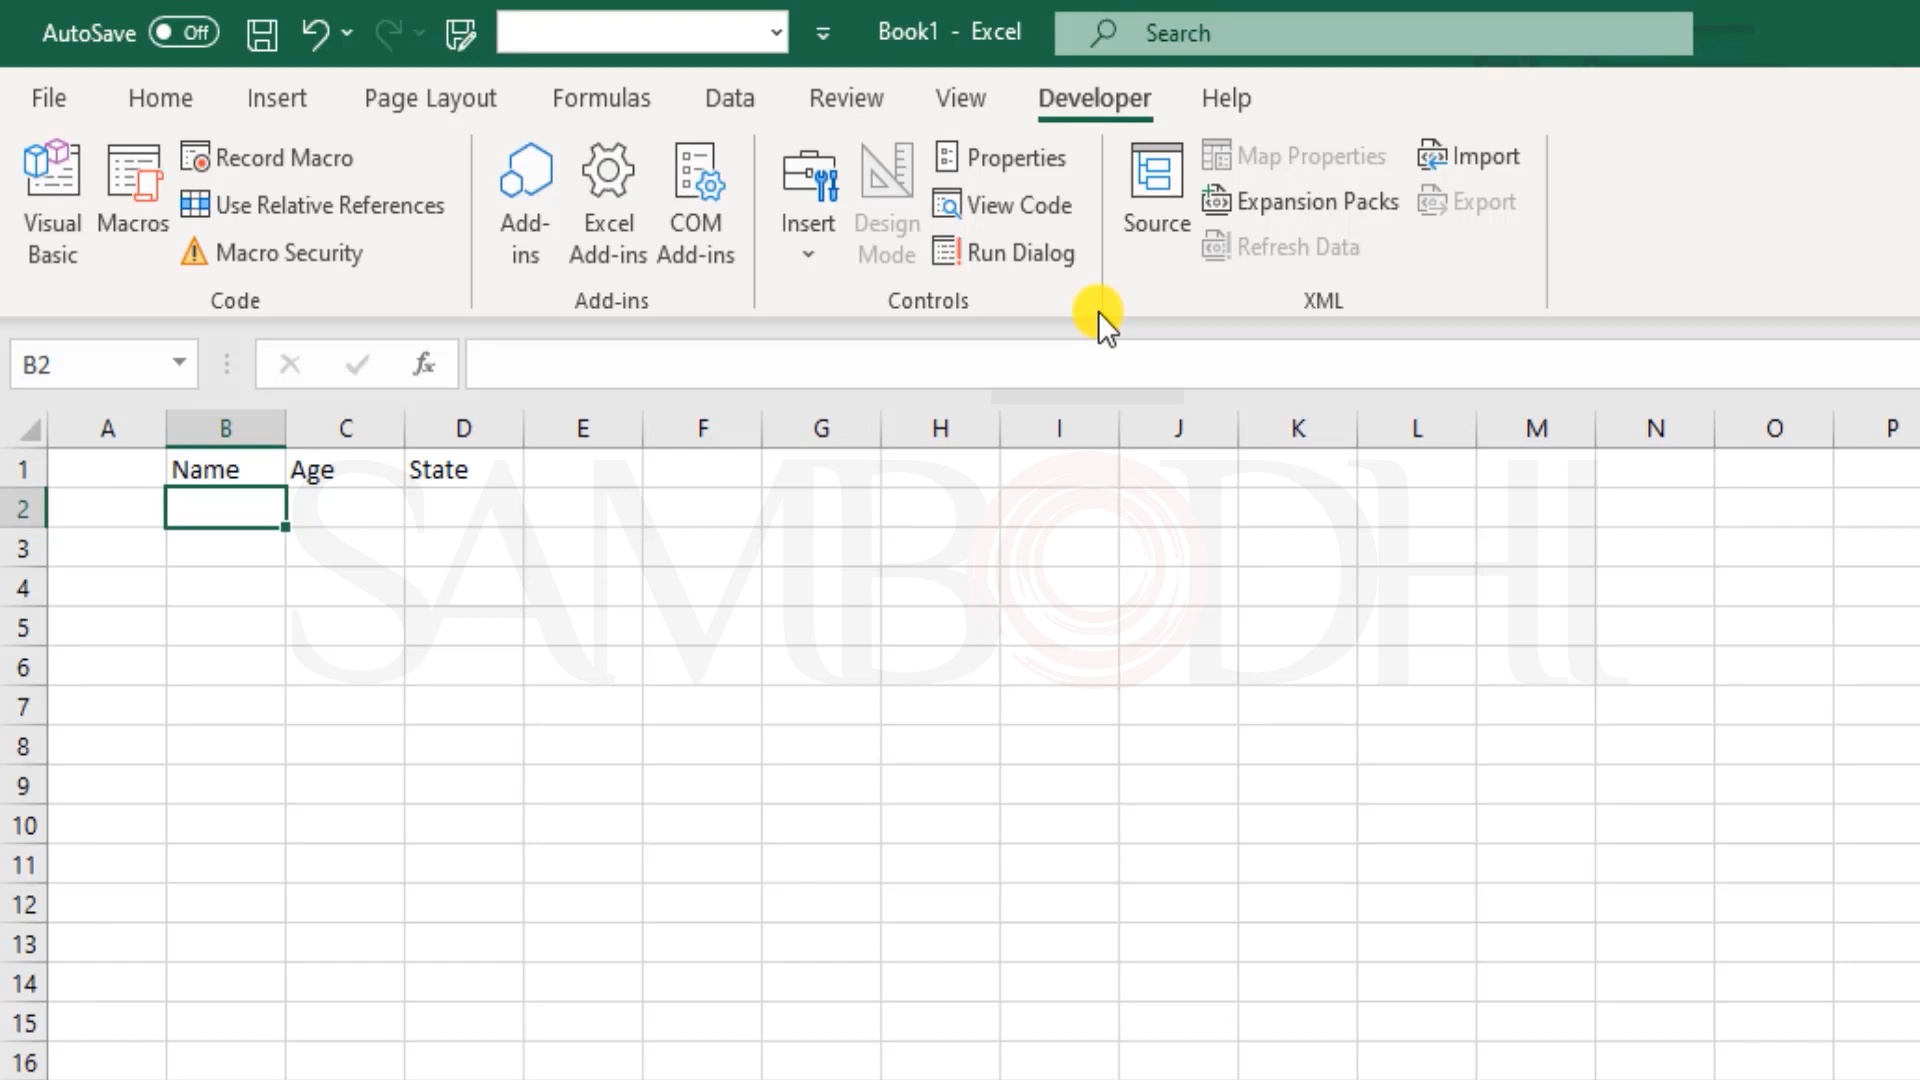 AutoSave Off Book1 - Excel Search
File Home Insert Page Layout Formulas Data Review View Developer Help
Visual Basic
Macros
Record Macro
Use Relative References
Macro Security
Code
Add-ins
Excel Add-ins
COM Add-ins
Add-ins
Insert
Design Mode
Properties
View Code
Run Dialog
Controls
Source
Map Properties
Expansion Packs
Refresh Data
Import
Export
XML
B2 fx
A B C D E F G H I J K L M N O P
1 Name Age State
2
3
4
5
6
7
8
9
10
11
12
13
14
15
16
SAMBODHI